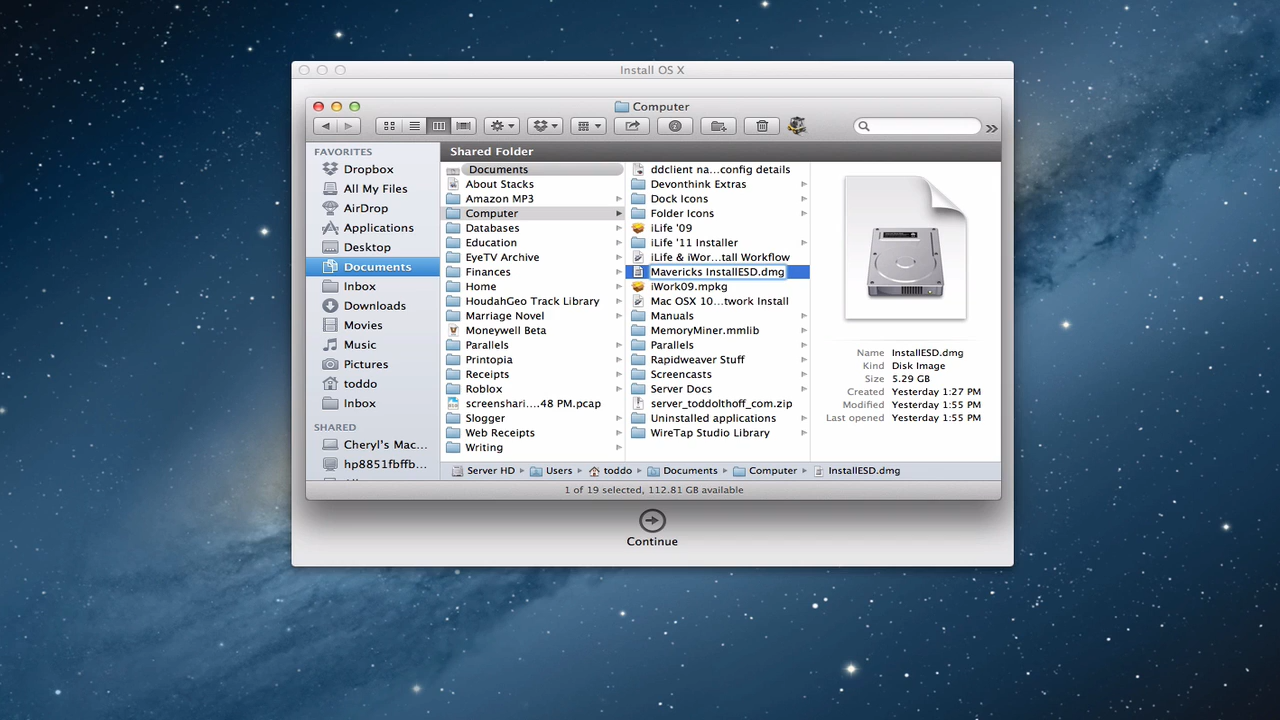 Install OS X
Computer
FAVORITES
Dropbox
All My Files
AirDrop
Applications
Desktop
Documents
Inbox
Downloads
Movies
Music
Pictures
toddo
Inbox
SHARED
Cheryl's Mac...
hp8851fbffb...
Shared Folder
Documents
About Stacks
Amazon MP3
Computer
Databases
Education
EyeTV Archive
Finances
Home
HoudahGeo Track Library
Marriage Novel
Moneywell Beta
Parallels
Printopia
Receipts
Roblox
screenshari....48 PM.pcap
Slogger
Web Receipts
Writing
ddclient na...config details
Devonthink Extras
Dock Icons
Folder Icons
iLife '09
iLife '11 Installer
iLife & iWor...tall Workflow
Mavericks InstallESD.dmg
iWork09.mpkg
Mac OSX 10...twork Install
Manuals
MemoryMiner.mmlib
Parallels
Rapidweaver Stuff
Screencasts
Server Docs
server_toddolthoff_com.zip
Uninstalled applications
WireTap Studio Library
Name InstallESD.dmg
Kind Disk Image
Size 5.29 GB
Created Yesterday 1:27 PM
Modified Yesterday 1:55 PM
Last opened Yesterday 1:55 PM
Server HD Users toddo Documents Computer InstallESD.dmg
1 of 19 selected, 112.81 GB available
Continue